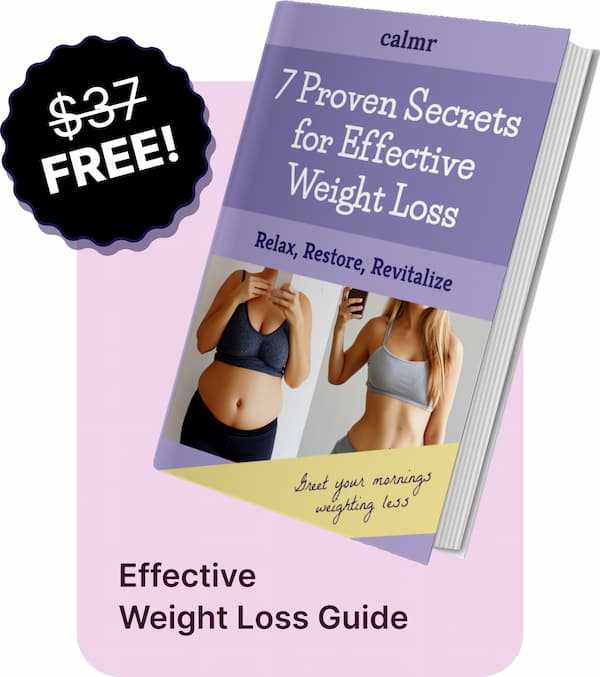 $37
FREE!
calmr
7 Proven Secrets
for Effective
Weight Loss
Relax, Restore, Revitalize
Greet your mornings
weighting less
Effective
Weight Loss Guide